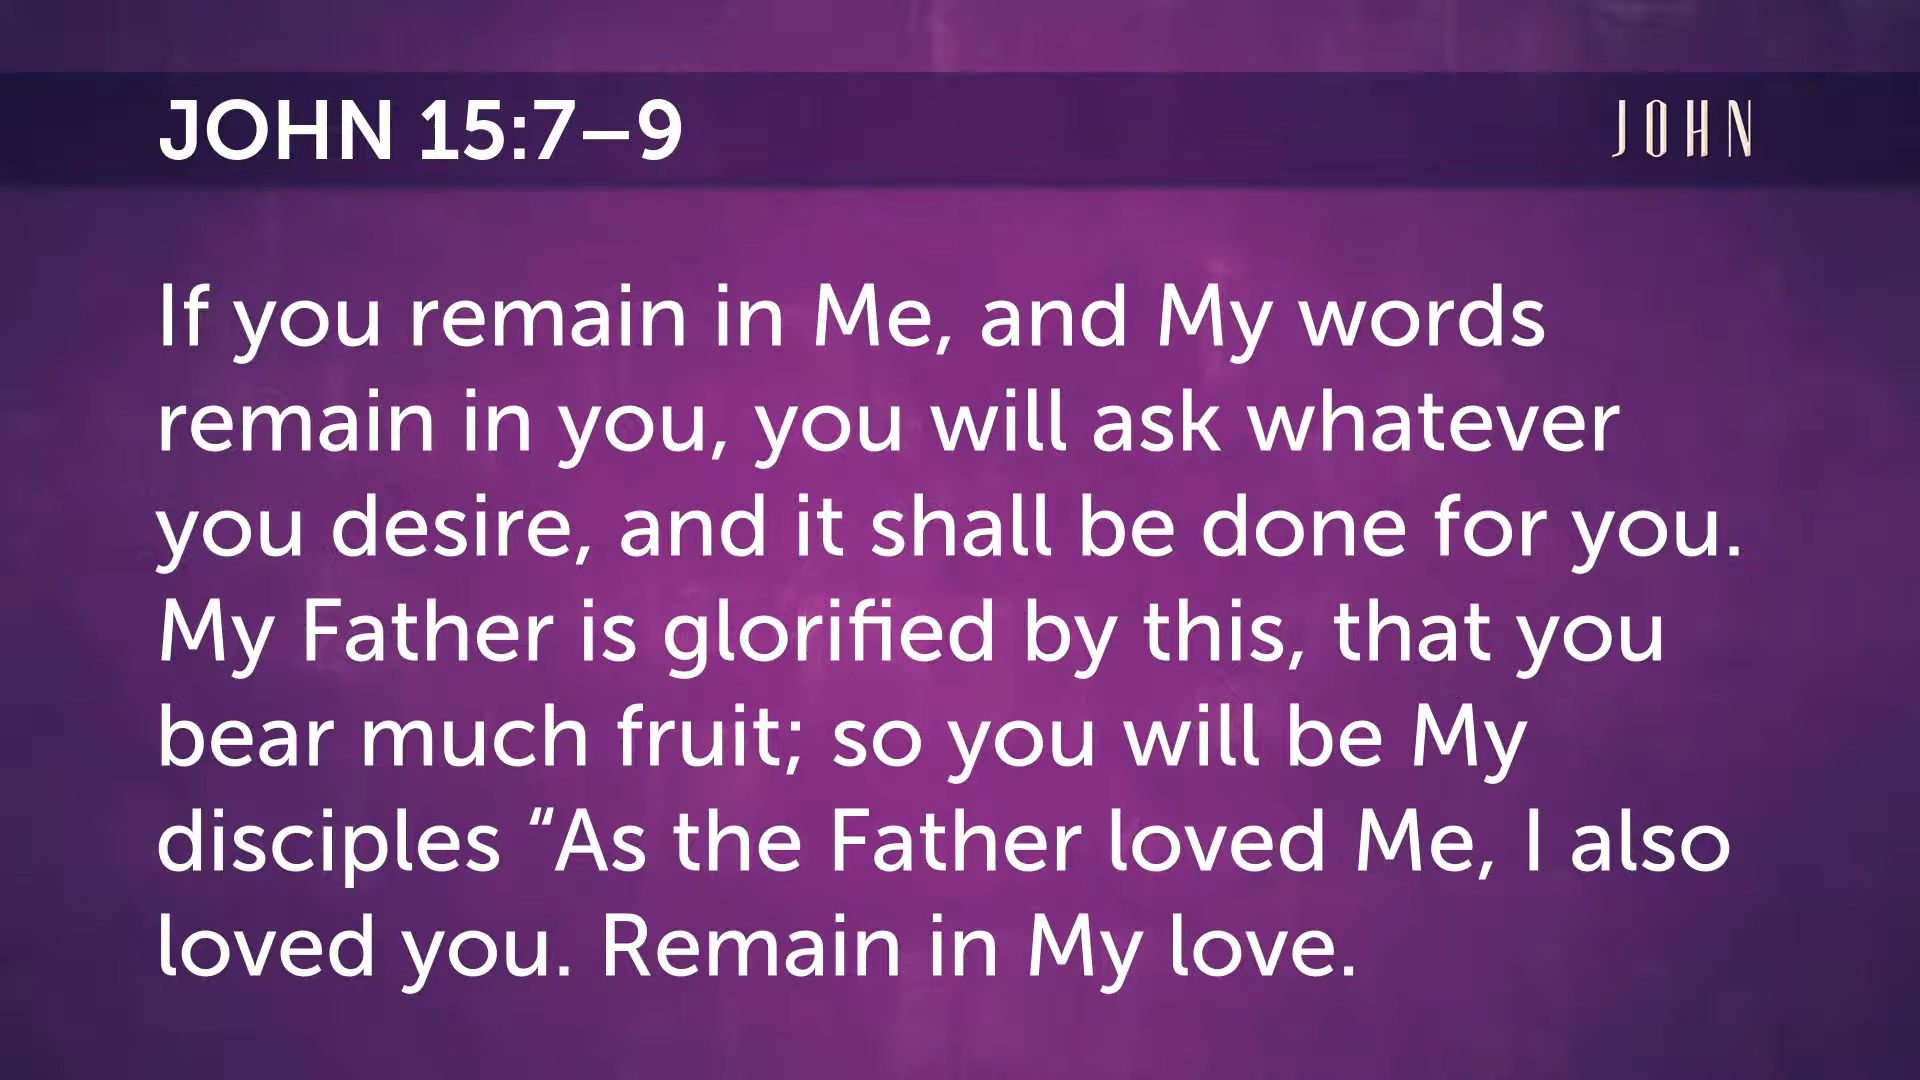 JOHN 15:7–9
JOHN
If you remain in Me, and My words
remain in you, you will ask whatever
you desire, and it shall be done for you.
My Father is glorified by this, that you
bear much fruit; so you will be My
disciples “As the Father loved Me, I also
loved you. Remain in My love.